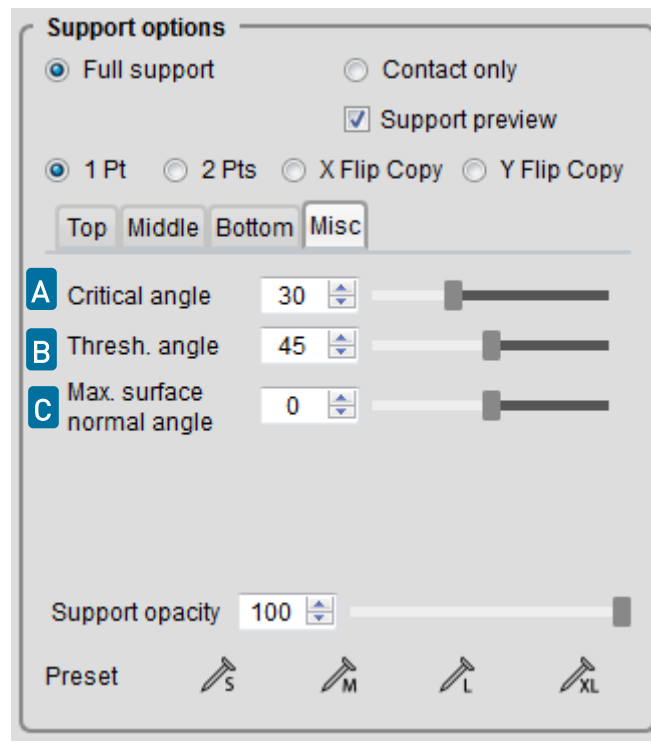 Support options
Full support Contact only
Support preview
1 Pt 2 Pts X Flip Copy Y Flip Copy
Top Middle Bottom Misc
A Critical angle 30
B Thresh. angle 45
C Max. surface normal angle 0
Support opacity 100
Preset S M L XL